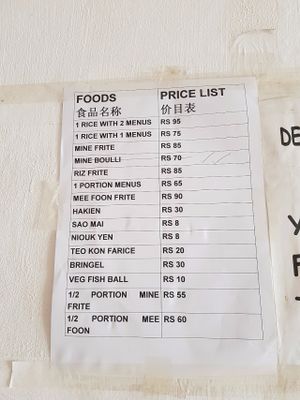 FOODS PRICE LIST
食品名称 价目表
1 RICE WITH 2 MENUS RS 95
1 RICE WITH 1 MENUS RS 75
MINE FRITE RS 85
MINE BOULLI RS 70
RIZ FRITE RS 85
1 PORTION MENUS RS 65
MEE FOON FRITE RS 90
HAKIEN RS 30
SAO MAI RS 8
NIOUK YEN RS 8
TEO KON FARICE RS 20
BRINGEL RS 30
VEG FISH BALL RS 10
1/2 PORTION MINE RS 55
FRITE
1/2 PORTION MEE RS 60
FOON
DE
Y
F